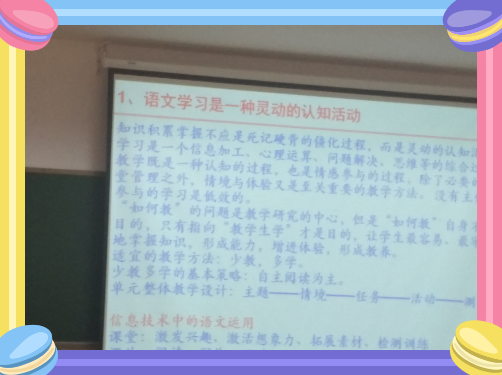 1、语文学习是一种灵动的认知活动
知识积累掌握不应是死记硬背的僵化过程，而是灵动的认知
学习是一个信息加工、心理运算、问题解决、思维等的综合
教学既是一种认知的过程，也是情感参与的过程，除了必要的
量管理之外，情境与体验又是至关重要的教学方法。没有主
参与的学习是低效的。
“如何教”的问题是教学研究的中心，但是“如何教”自身
目的，只有指向“教学生学”才是目的，让学生最容易、最
地掌握知识，形成能力，增进体验，形成教养。
适宜的教学方法：少教，多学。
少教多学的基本策略：自主阅读为主。
单元整体教学设计：主题——情境——任务——活动——测
信息技术中的语文运用
课堂：激发兴趣、激活想象力、拓展素材、检测训练